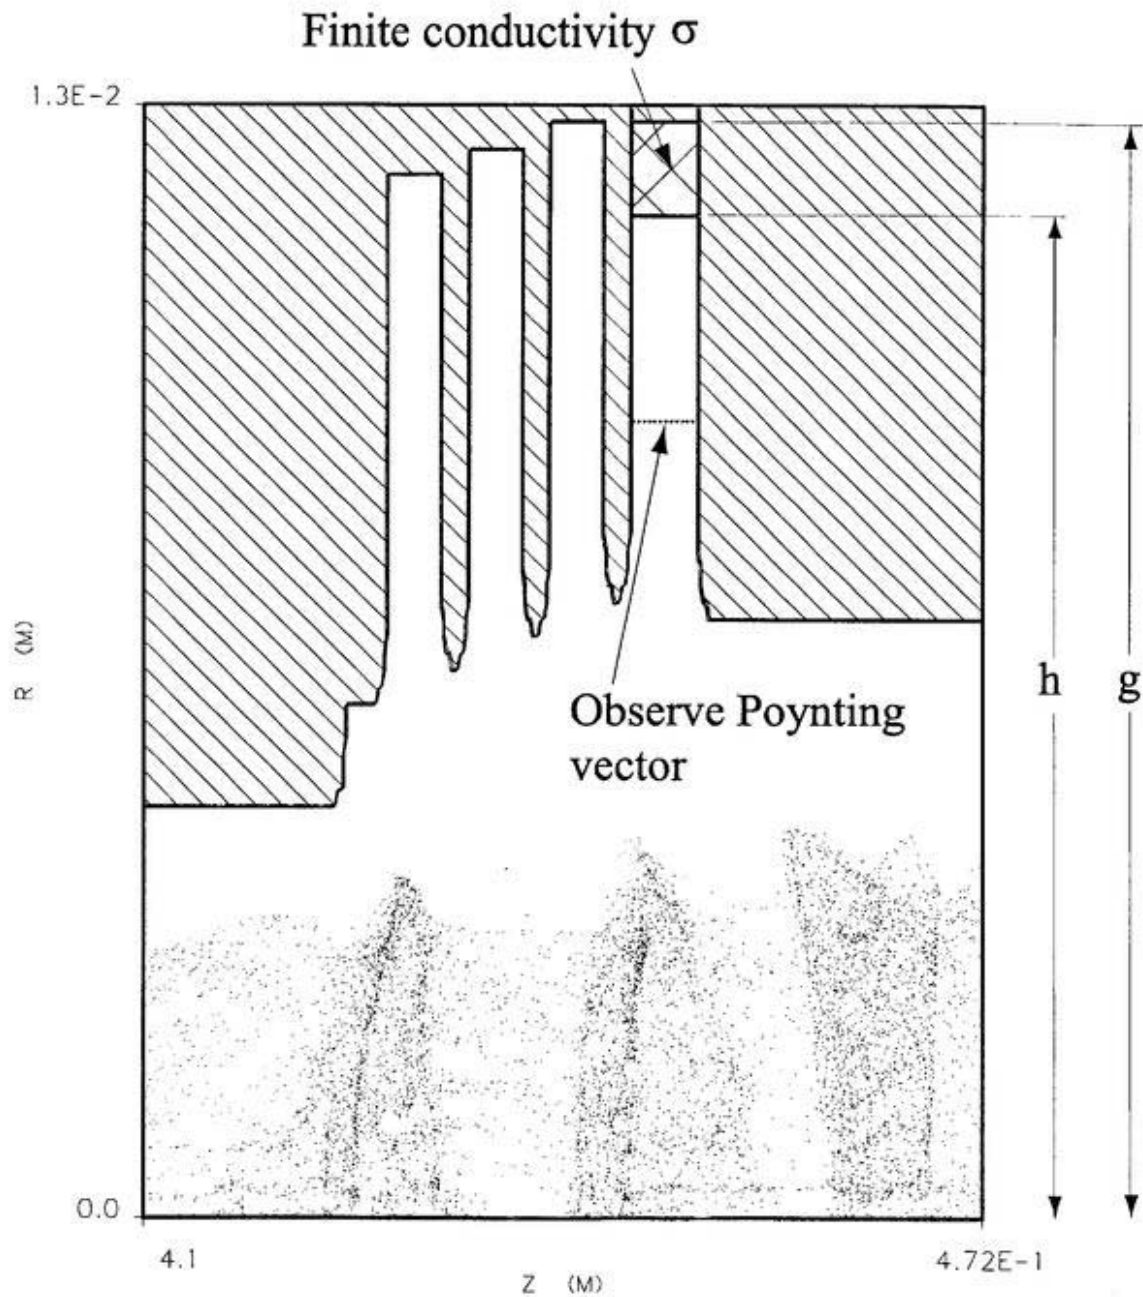 Finite conductivity σ
1.3E-2
h
g
R (M)
Observe Poynting
vector
0.0
4.1
4.72E-1
Z (M)